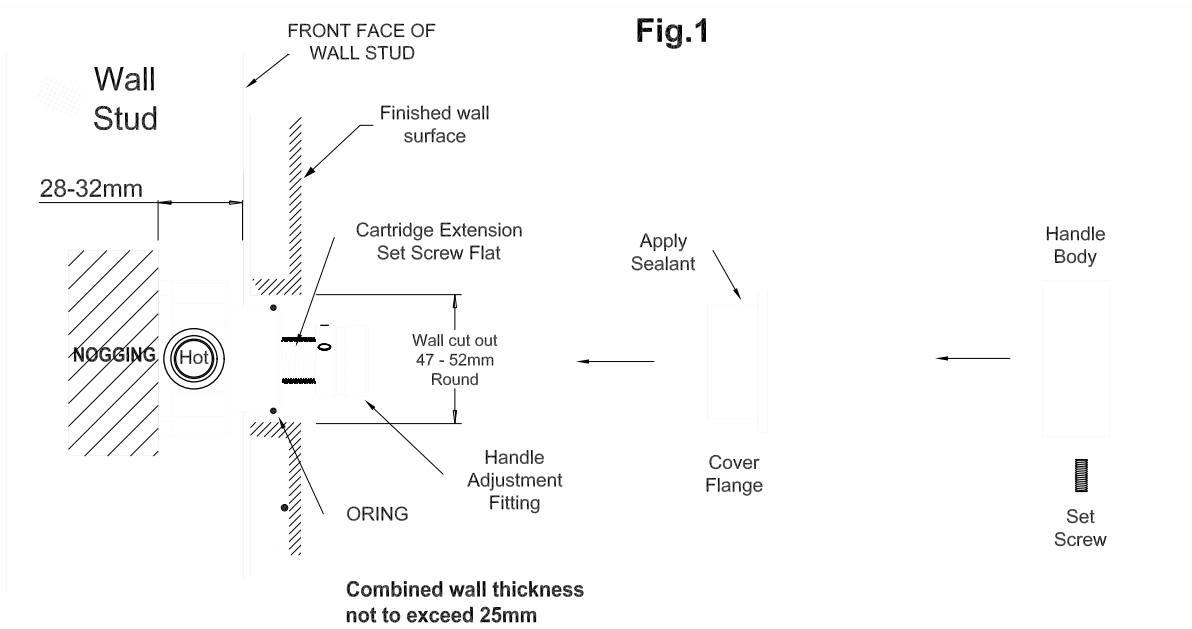 Fig.1
FRONT FACE OF
WALL STUD
Wall
Stud
Finished wall
surface
28-32mm
Cartridge Extension
Set Screw Flat
Apply
Sealant
Handle
Body
NOGGING
Hot
Wall cut out
47 - 52mm
Round
Handle
Adjustment
Fitting
Cover
Flange
ORING
Set
Screw
Combined wall thickness
not to exceed 25mm